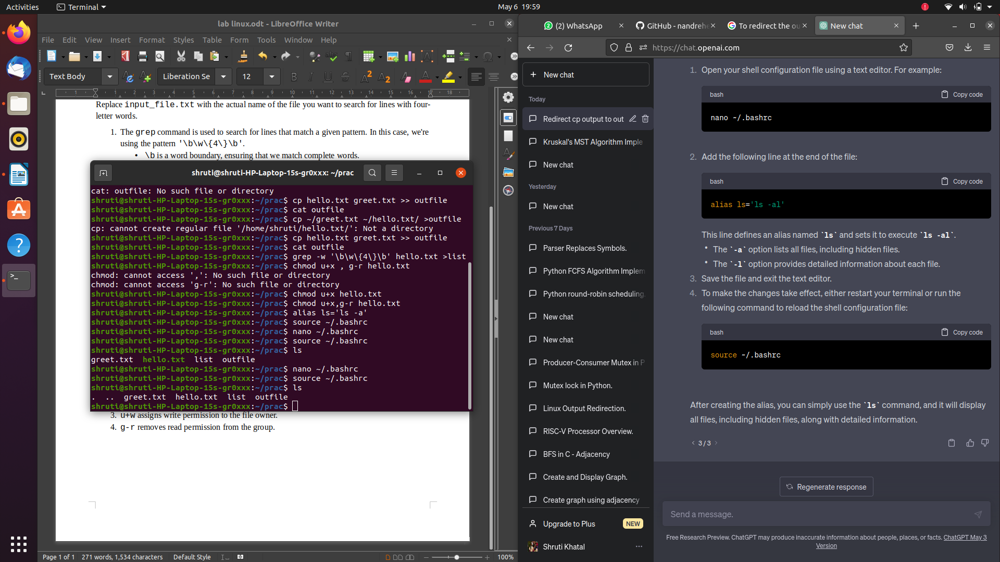 Activities
Terminal
May 6 19:59
lab linux.odt - LibreOffice Writer
File Edit View Insert Format Styles Table Form Tools Window Help
Text Body
Liberation Se
12
1 1 2 3 4 5 6 7 8 9 10 11 12 13 14 15 16 17 18
Replace input_file.txt with the actual name of the file you want to search for lines with four-
letter words.
1. The grep command is used to search for lines that match a given pattern. In this case, we're
using the pattern '\b\w\{4\}\b'.
• \b is a word boundary, ensuring that we match complete words.
shruti@shruti-HP-Laptop-15s-gr0xxx: ~/prac
cat: outfile: No such file or directory
shruti@shruti-HP-Laptop-15s-gr0xxx:~/prac$ cp hello.txt greet.txt >> outfile
shruti@shruti-HP-Laptop-15s-gr0xxx:~/prac$ cat outfile
shruti@shruti-HP-Laptop-15s-gr0xxx:~/prac$ cp ~/greet.txt ~/hello.txt/ >outfile
cp: cannot create regular file '/home/shruti/hello.txt/': Not a directory
shruti@shruti-HP-Laptop-15s-gr0xxx:~/prac$ cp hello.txt greet.txt >> outfile
shruti@shruti-HP-Laptop-15s-gr0xxx:~/prac$ cat outfile
shruti@shruti-HP-Laptop-15s-gr0xxx:~/prac$ grep -w '\b\w\{4\}\b' hello.txt >list
shruti@shruti-HP-Laptop-15s-gr0xxx:~/prac$ chmod u+x , g-r hello.txt
chmod: cannot access ',': No such file or directory
chmod: cannot access 'g-r': No such file or directory
shruti@shruti-HP-Laptop-15s-gr0xxx:~/prac$ chmod u+x hello.txt
shruti@shruti-HP-Laptop-15s-gr0xxx:~/prac$ chmod u+x,g-r hello.txt
shruti@shruti-HP-Laptop-15s-gr0xxx:~/prac$ alias ls='ls -a'
shruti@shruti-HP-Laptop-15s-gr0xxx:~/prac$ source ~/.bashrc
shruti@shruti-HP-Laptop-15s-gr0xxx:~/prac$ nano ~/.bashrc
shruti@shruti-HP-Laptop-15s-gr0xxx:~/prac$ source ~/.bashrc
shruti@shruti-HP-Laptop-15s-gr0xxx:~/prac$ ls
greet.txt hello.txt list outfile
shruti@shruti-HP-Laptop-15s-gr0xxx:~/prac$ nano ~/.bashrc
shruti@shruti-HP-Laptop-15s-gr0xxx:~/prac$ source ~/.bashrc
shruti@shruti-HP-Laptop-15s-gr0xxx:~/prac$ ls
. .. greet.txt hello.txt list outfile
shruti@shruti-HP-Laptop-15s-gr0xxx:~/prac$
3. u+w assigns write permission to the file owner.
4. g-r removes read permission from the group.
Page 1 of 1 271 words, 1,534 characters Default Style 100%
(2) WhatsApp
GitHub - nandrehe
To redirect the ou
New chat
https://chat.openai.com
New chat
Today
Redirect cp output to out
Kruskal's MST Algorithm Imple
New chat
Yesterday
New chat
Previous 7 Days
Parser Replaces Symbols.
Python FCFS Algorithm Implem
Python round-robin scheduling.
New chat
New chat
Producer-Consumer Mutex in P
Mutex lock in Python.
Linux Output Redirection.
RISC-V Processor Overview.
BFS in C - Adjacency
Create and Display Graph.
Create graph using adjacency
Upgrade to Plus NEW
Shruti Khatal
1. Open your shell configuration file using a text editor. For example:
bash Copy code
nano ~/.bashrc
2. Add the following line at the end of the file:
bash Copy code
alias ls='ls -al'
This line defines an alias named `ls` and sets it to execute `ls -al`.
• The `-a` option lists all files, including hidden files.
• The `-l` option provides detailed information about each file.
3. Save the file and exit the text editor.
4. To make the changes take effect, either restart your terminal or run the
following command to reload the shell configuration file:
bash Copy code
source ~/.bashrc
After creating the alias, you can simply use the `ls` command, and it will display
all files, including hidden files, along with detailed information.
3 / 3
Regenerate response
Send a message.
Free Research Preview. ChatGPT may produce inaccurate information about people, places, or facts. ChatGPT May 3
Version